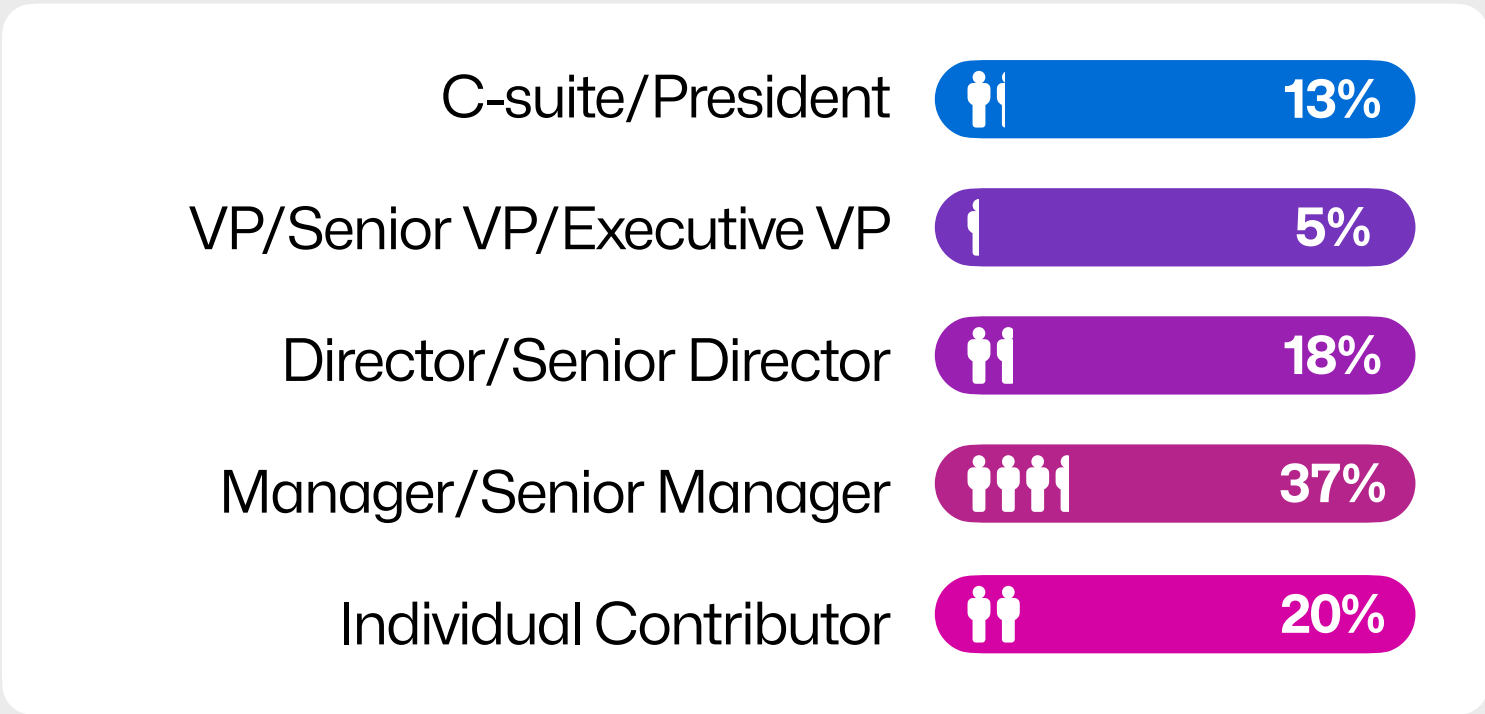 C-suite/President 13%
VP/Senior VP/Executive VP 5%
Director/Senior Director 18%
Manager/Senior Manager 37%
Individual Contributor 20%